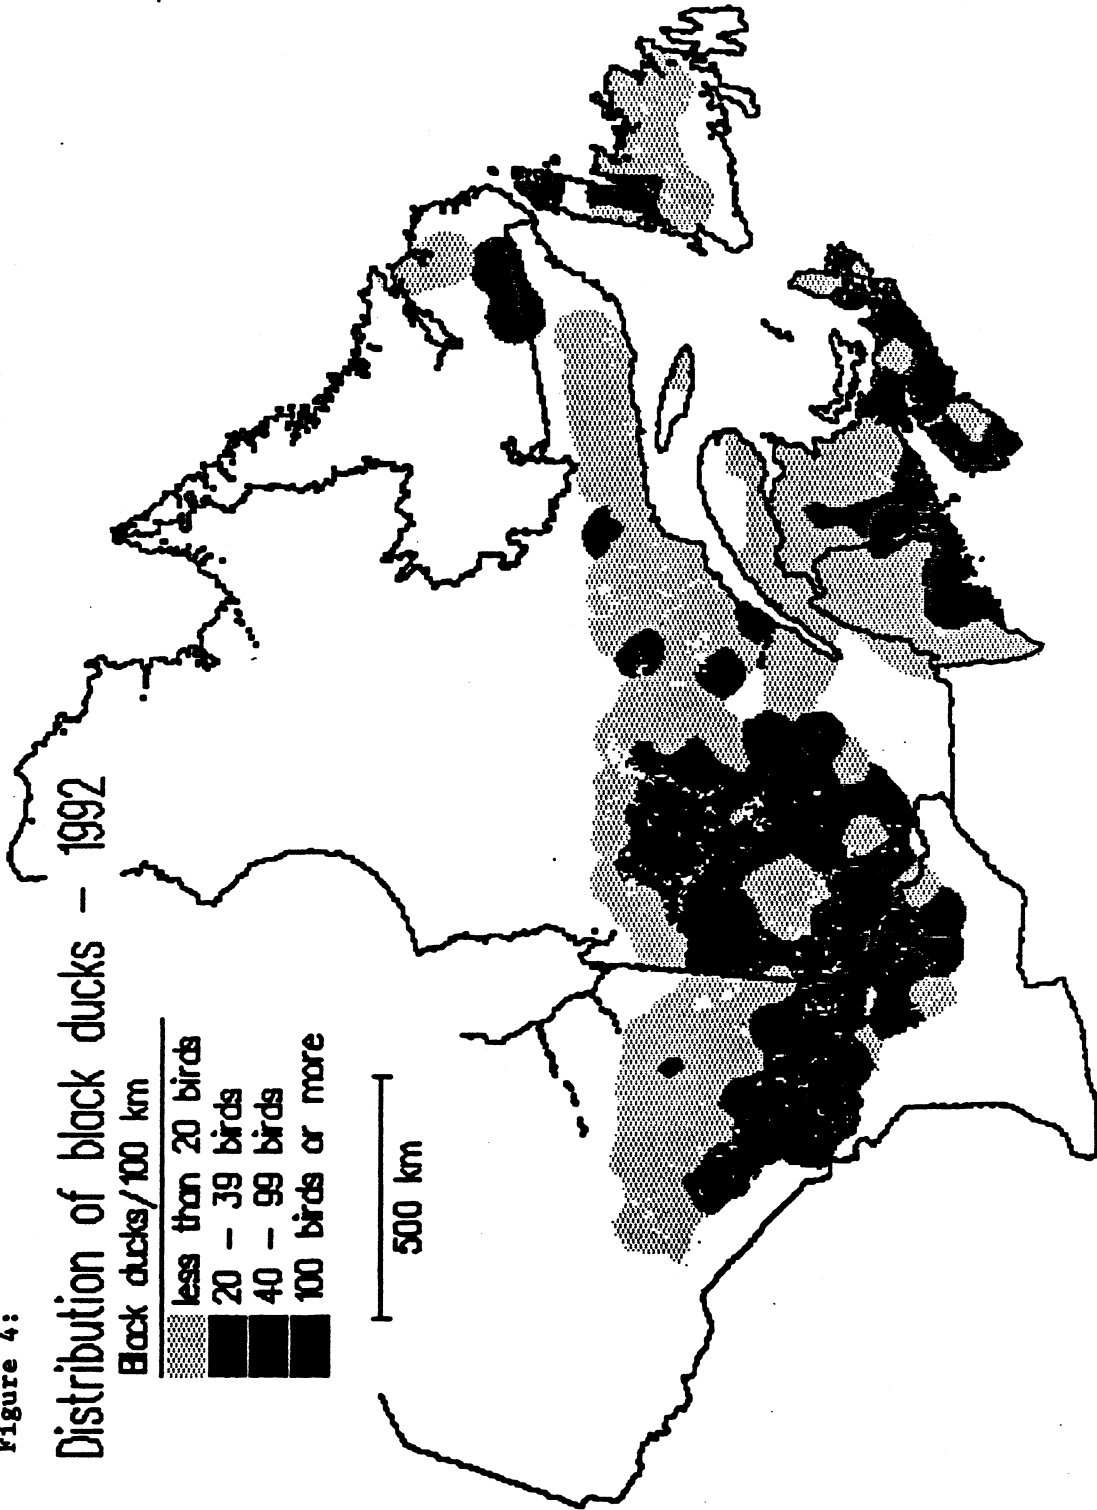 Figure 4:
Distribution of black ducks – 1992
Black ducks/100 km
less than 20 birds
20 – 39 birds
40 – 99 birds
100 birds or more
500 km